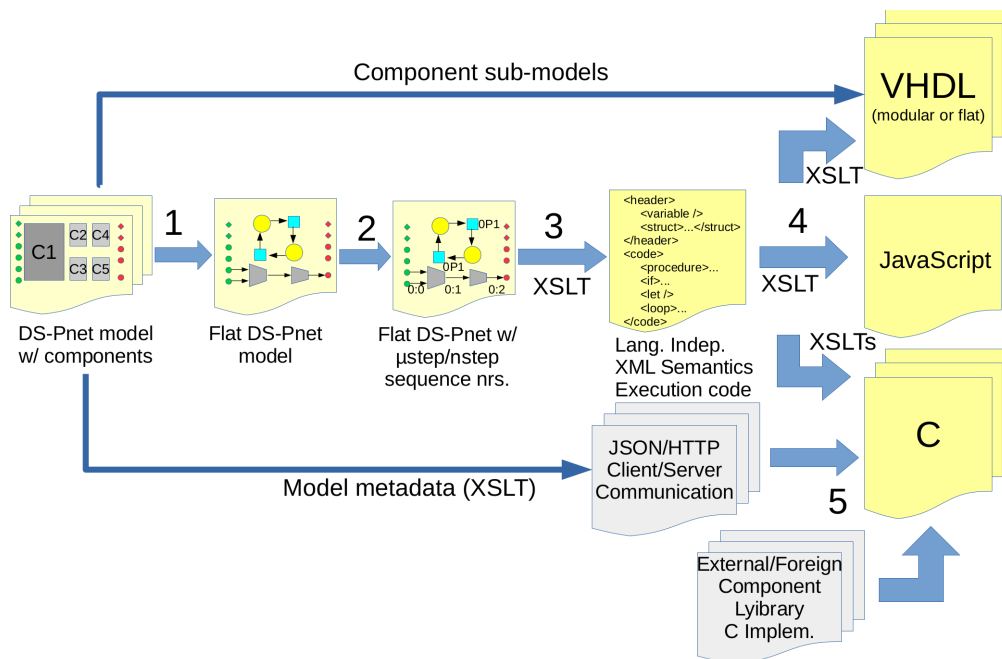 Component sub-models
VHDL
(modular or flat)
XSLT
1
2
3
XSLT
4
XSLT
C1
C2
C4
C3
C5
0P1
0P1
0:0
0:1
0:2
<header>
<variable />
<struct>...</struct>
</header>
<code>
<procedure>...
<if>...
<let />
<loop>...
</code>
JavaScript
DS-Pnet model
w/ components
Flat DS-Pnet
model
Flat DS-Pnet w/
µstep/nstep
sequence nrs.
Lang. Indep.
XML Semantics
Execution code
XSLTs
C
JSON/HTTP
Client/Server
Communication
Model metadata (XSLT)
5
External/Foreign
Component
Lyibrary
C Implem.